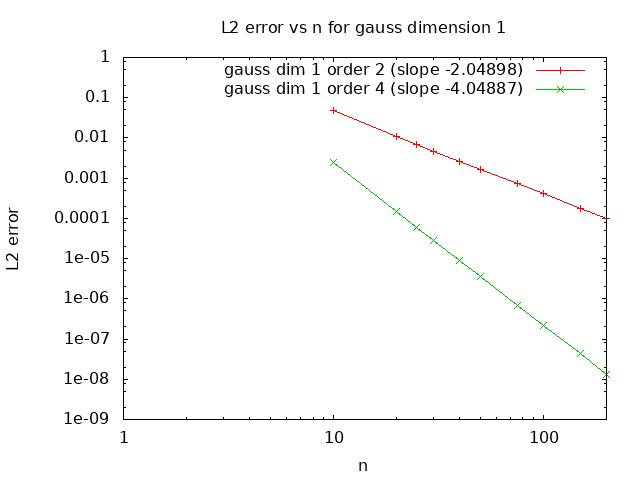 L2 error vs n for gauss dimension 1
gauss dim 1 order 2 (slope -2.04898)
gauss dim 1 order 4 (slope -4.04887)
1
0.1
0.01
0.001
0.0001
1e-05
1e-06
1e-07
1e-08
1e-09
L2 error
1 10 100
n